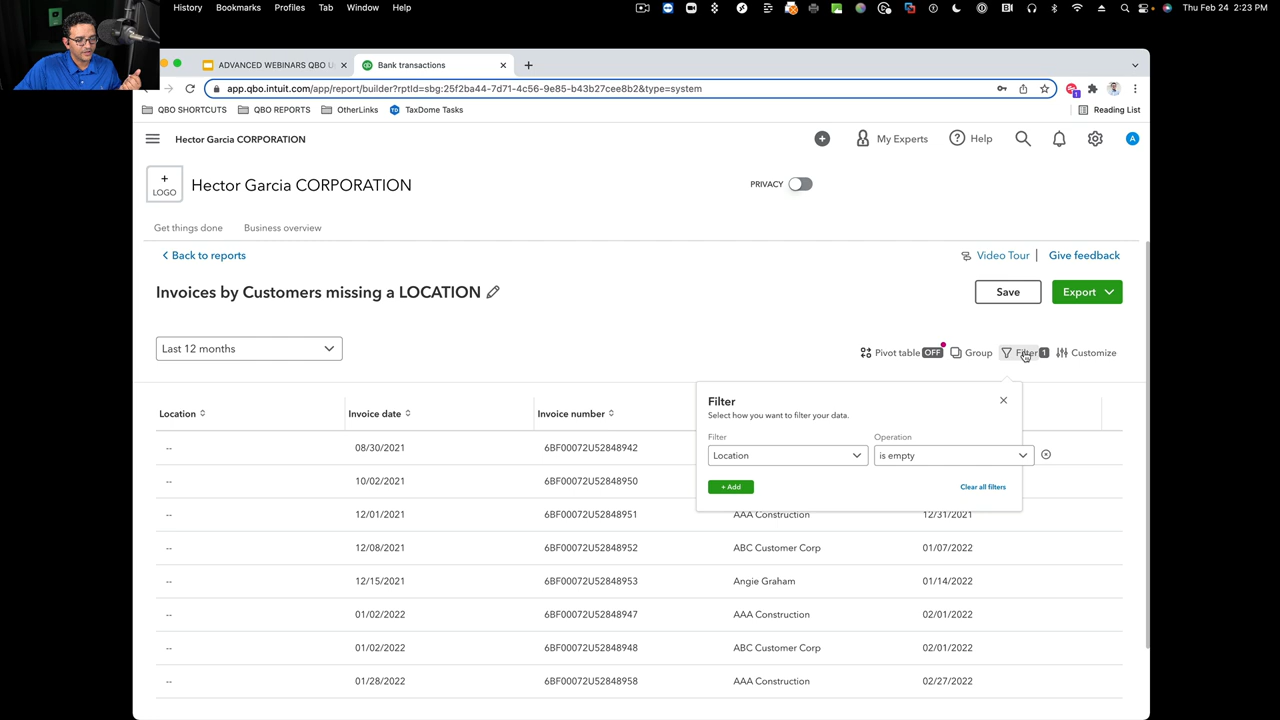 History Bookmarks Profiles Tab Window Help Thu Feb 24 2:23 PM
ADVANCED WEBINARS QBO U Bank transactions
app.qbo.intuit.com/app/report/builder?rptId=sbg:25f2ba44-7d71-4c56-9e85-b43b27cee8b2&type=system
QBO SHORTCUTS QBO REPORTS OtherLinks TaxDome Tasks Reading List
Hector Garcia CORPORATION My Experts Help A
+ LOGO
Hector Garcia CORPORATION PRIVACY
Get things done Business overview
Back to reports Video Tour Give feedback
Invoices by Customers missing a LOCATION Save Export
Last 12 months Pivot table OFF Group Filter 1 Customize
Filter
Select how you want to filter your data.
Filter Operation
Location is empty
+ Add Clear all filters
Location Invoice date Invoice number
-- 08/30/2021 6BF00072U52848942
-- 10/02/2021 6BF00072U52848950
-- 12/01/2021 6BF00072U52848951 AAA Construction 12/31/2021
-- 12/08/2021 6BF00072U52848952 ABC Customer Corp 01/07/2022
-- 12/15/2021 6BF00072U52848953 Angie Graham 01/14/2022
-- 01/02/2022 6BF00072U52848947 AAA Construction 02/01/2022
-- 01/02/2022 6BF00072U52848948 ABC Customer Corp 02/01/2022
-- 01/28/2022 6BF00072U52848958 AAA Construction 02/27/2022